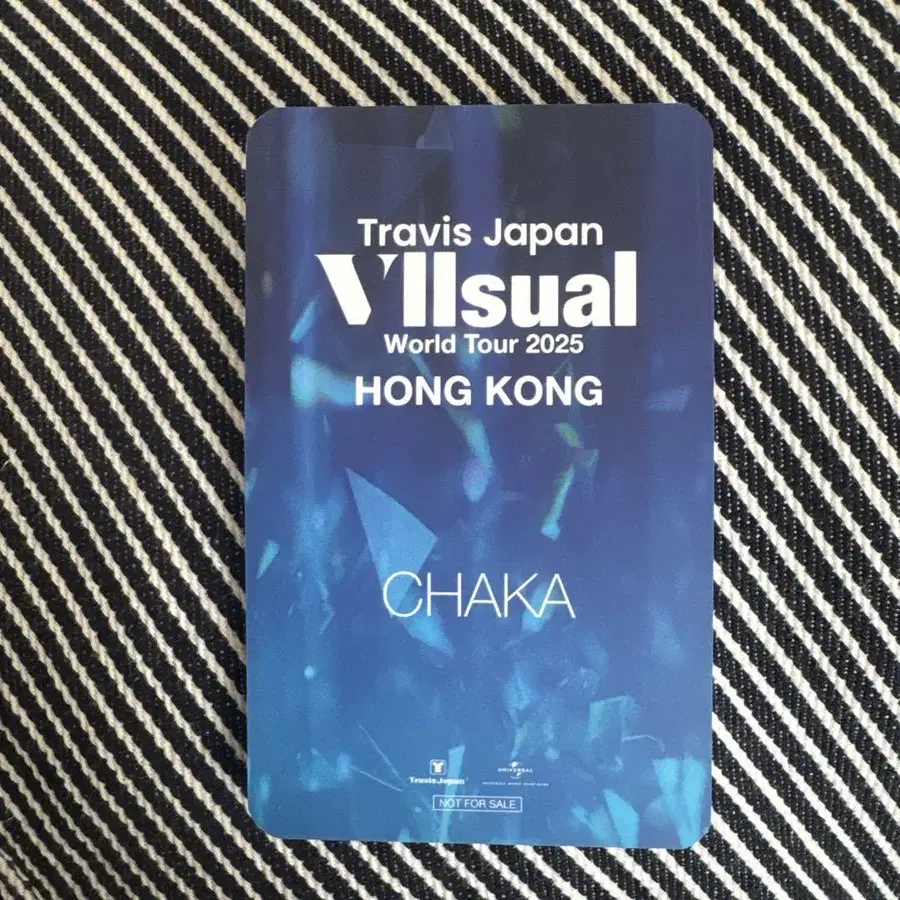 Travis Japan
VIIsual
World Tour 2025
HONG KONG
CHAKA
Travis Japan
UNIVERSAL
NOT FOR SALE